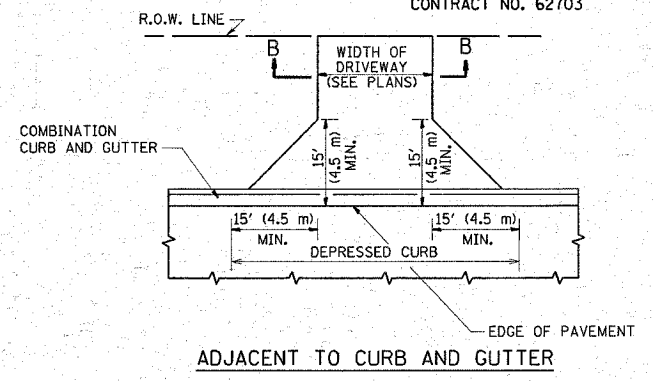 CONTRACT NO. 62703
R.O.W. LINE
B
B
WIDTH OF
DRIVEWAY
(SEE PLANS)
COMBINATION
CURB AND GUTTER
15'
(4.5 m)
MIN.
15'
(4.5 m)
MIN.
15' (4.5 m)
MIN.
15' (4.5 m)
MIN.
DEPRESSED CURB
EDGE OF PAVEMENT
ADJACENT TO CURB AND GUTTER